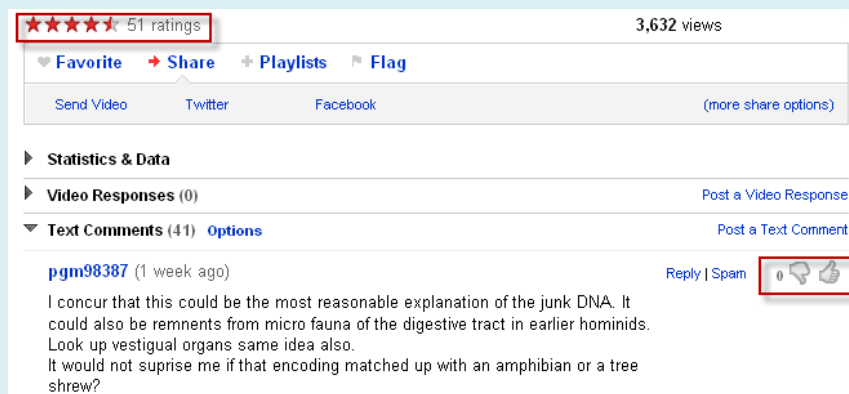 51 ratings 3,632 views
Favorite Share Playlists Flag
Send Video Twitter Facebook (more share options)
Statistics & Data
Video Responses (0) Post a Video Response
Text Comments (41) Options Post a Text Comment
pgm98387 (1 week ago) Reply | Spam 0
I concur that this could be the most reasonable explanation of the junk DNA. It
could also be remnents from micro fauna of the digestive tract in earlier hominids.
Look up vestigual organs same idea also.
It would not suprise me if that encoding matched up with an amphibian or a tree
shrew?